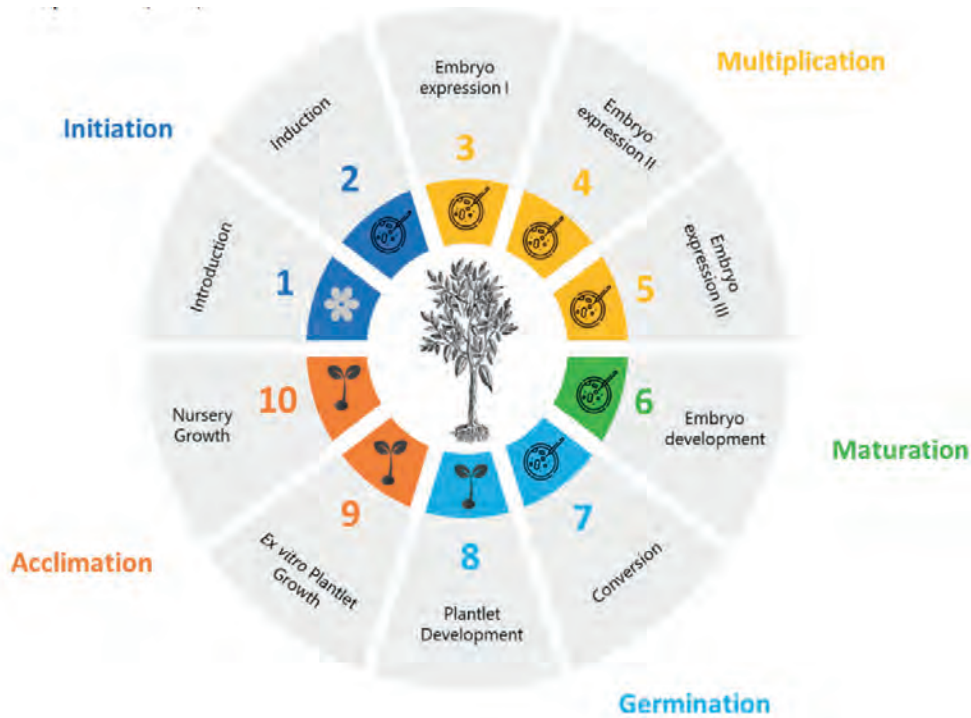 Initiation
Multiplication
Maturation
Germination
Acclimation
1
Introduction
2
Induction
3
Embryo
expression I
4
Embryo
expression II
5
Embryo
expression III
6
Embryo
development
7
Conversion
8
Plantlet
Development
9
Ex vitro Plantlet
Growth
10
Nursery
Growth